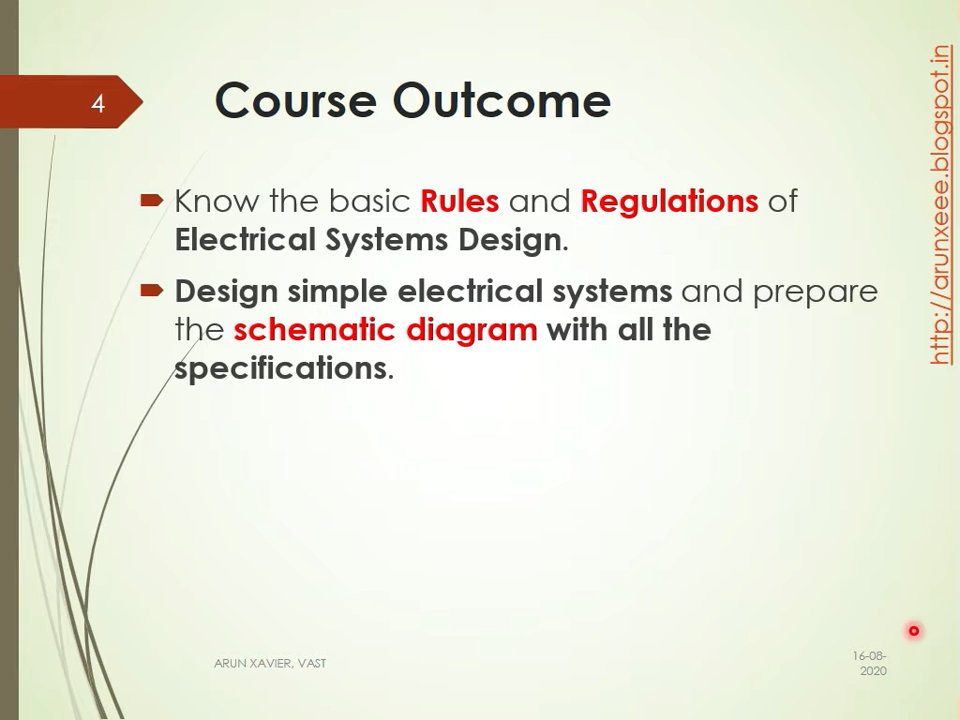 4
Course Outcome
Know the basic Rules and Regulations of
Electrical Systems Design.
Design simple electrical systems and prepare
the schematic diagram with all the
specifications.
http://arunxeee.blogspot.in
ARUN XAVIER, VAST
16-08-
2020